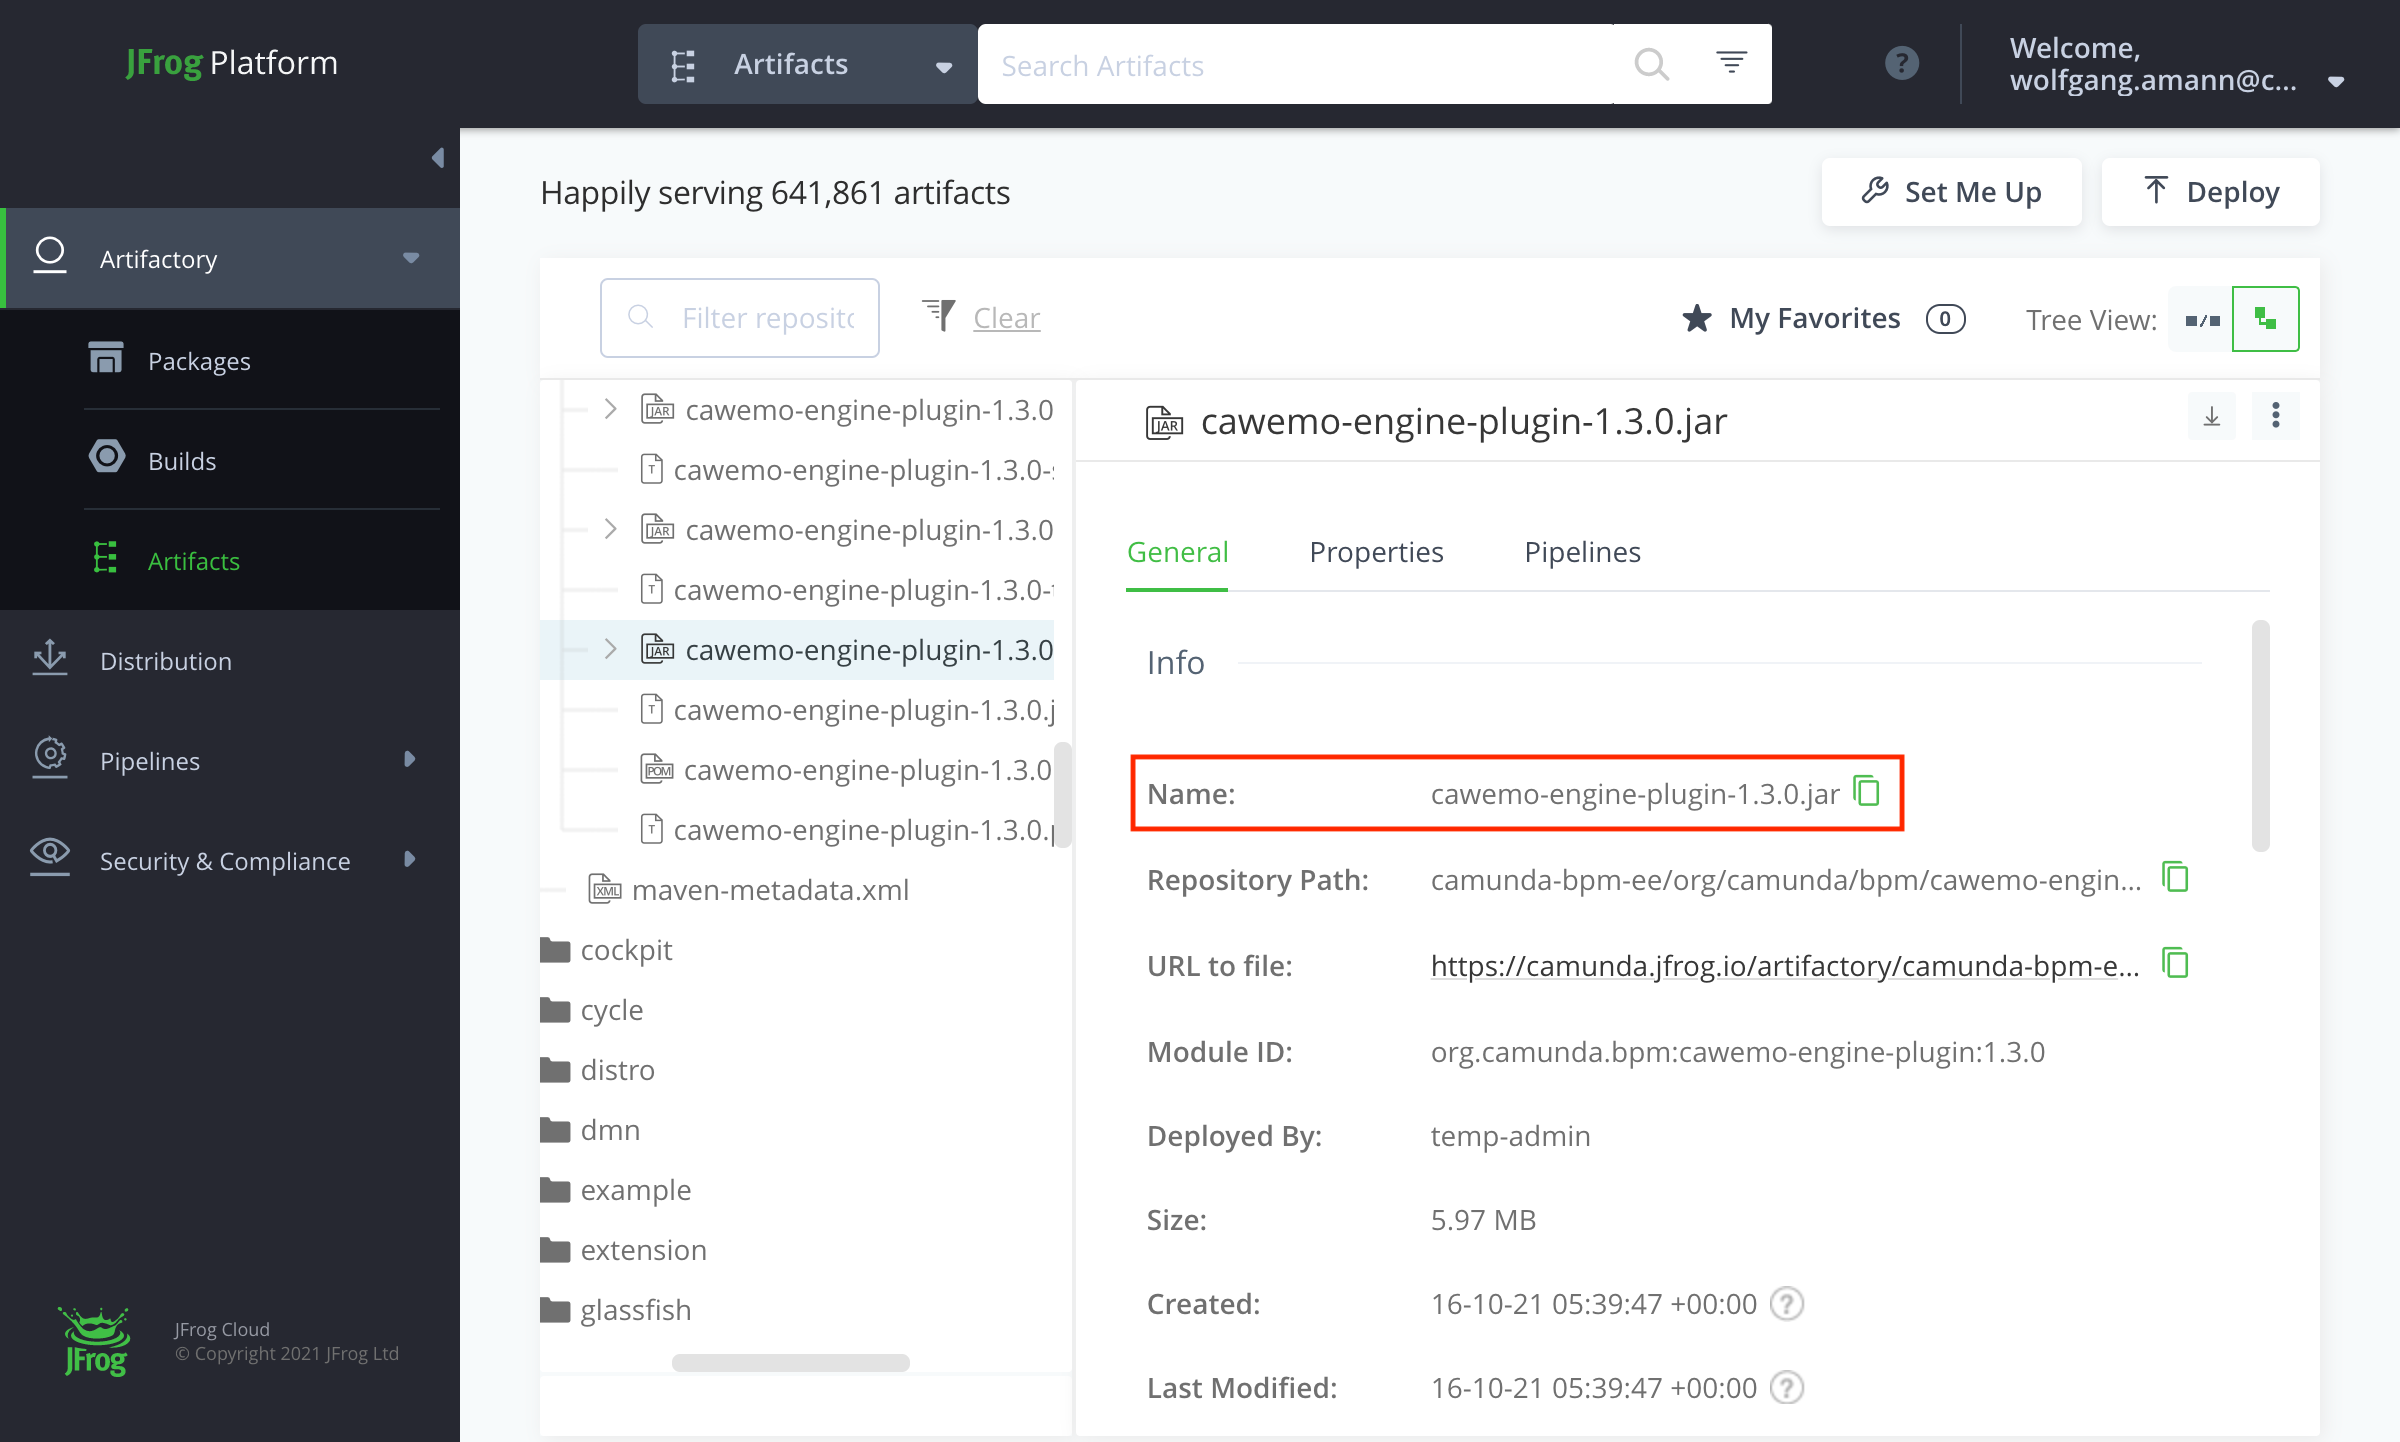 JFrog Platform
Artifacts
Search Artifacts
?
Welcome,
wolfgang.amann@c...
Artifactory
Packages
Builds
Artifacts
Distribution
Pipelines
Security & Compliance
JFrog
JFrog Cloud
© Copyright 2021 JFrog Ltd
Happily serving 641,861 artifacts
Set Me Up
Deploy
Filter reposito
Clear
My Favorites
0
Tree View:
JAR cawemo-engine-plugin-1.3.0
T cawemo-engine-plugin-1.3.0-s
JAR cawemo-engine-plugin-1.3.0
T cawemo-engine-plugin-1.3.0-t
JAR cawemo-engine-plugin-1.3.0
T cawemo-engine-plugin-1.3.0.j
POM cawemo-engine-plugin-1.3.0
T cawemo-engine-plugin-1.3.0.p
XML maven-metadata.xml
cockpit
cycle
distro
dmn
example
extension
glassfish
JAR cawemo-engine-plugin-1.3.0.jar
General
Properties
Pipelines
Info
Name: cawemo-engine-plugin-1.3.0.jar
Repository Path: camunda-bpm-ee/org/camunda/bpm/cawemo-engin...
URL to file: https://camunda.jfrog.io/artifactory/camunda-bpm-e...
Module ID: org.camunda.bpm:cawemo-engine-plugin:1.3.0
Deployed By: temp-admin
Size: 5.97 MB
Created: 16-10-21 05:39:47 +00:00 ?
Last Modified: 16-10-21 05:39:47 +00:00 ?